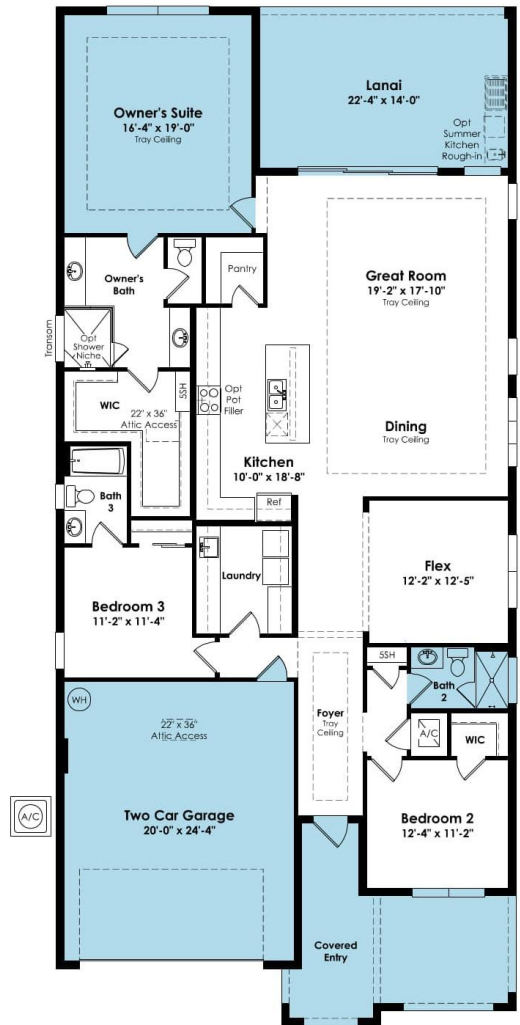 Owner's Suite
16'-4" x 19'-0"
Tray Ceiling
Lanai
22'-4" x 14'-0"
Opt
Summer
Kitchen
Rough-in
Owner's
Bath
Pantry
Great Room
19'-2" x 17'-10"
Tray Ceiling
Transom
Opt
Shower
Niche
WIC
5SH
22" x 36"
Attic Access
Opt
Pot
Filler
Dining
Tray Ceiling
Kitchen
10'-0" x 18'-8"
Ref
Bath
3
Laundry
Flex
12'-2" x 12'-5"
Bedroom 3
11'-2" x 11'-4"
5SH
Bath
2
WH
22" x 36"
Attic Access
Foyer
Tray
Ceiling
A/C
WIC
A/C
Two Car Garage
20'-0" x 24'-4"
Bedroom 2
12'-4" x 11'-2"
Covered
Entry